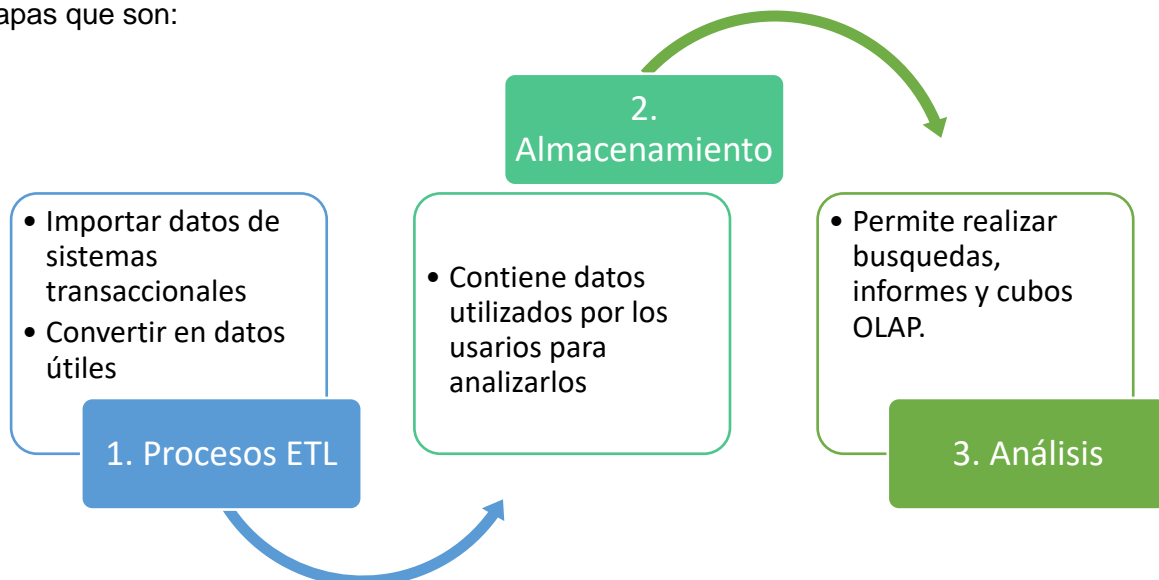 apas que son:
• Importar datos de
sistemas
transaccionales
• Convertir en datos
útiles
1. Procesos ETL
2.
Almacenamiento
• Contiene datos
utilizados por los
usarios para
analizarlos
• Permite realizar
busquedas,
informes y cubos
OLAP.
3. Análisis